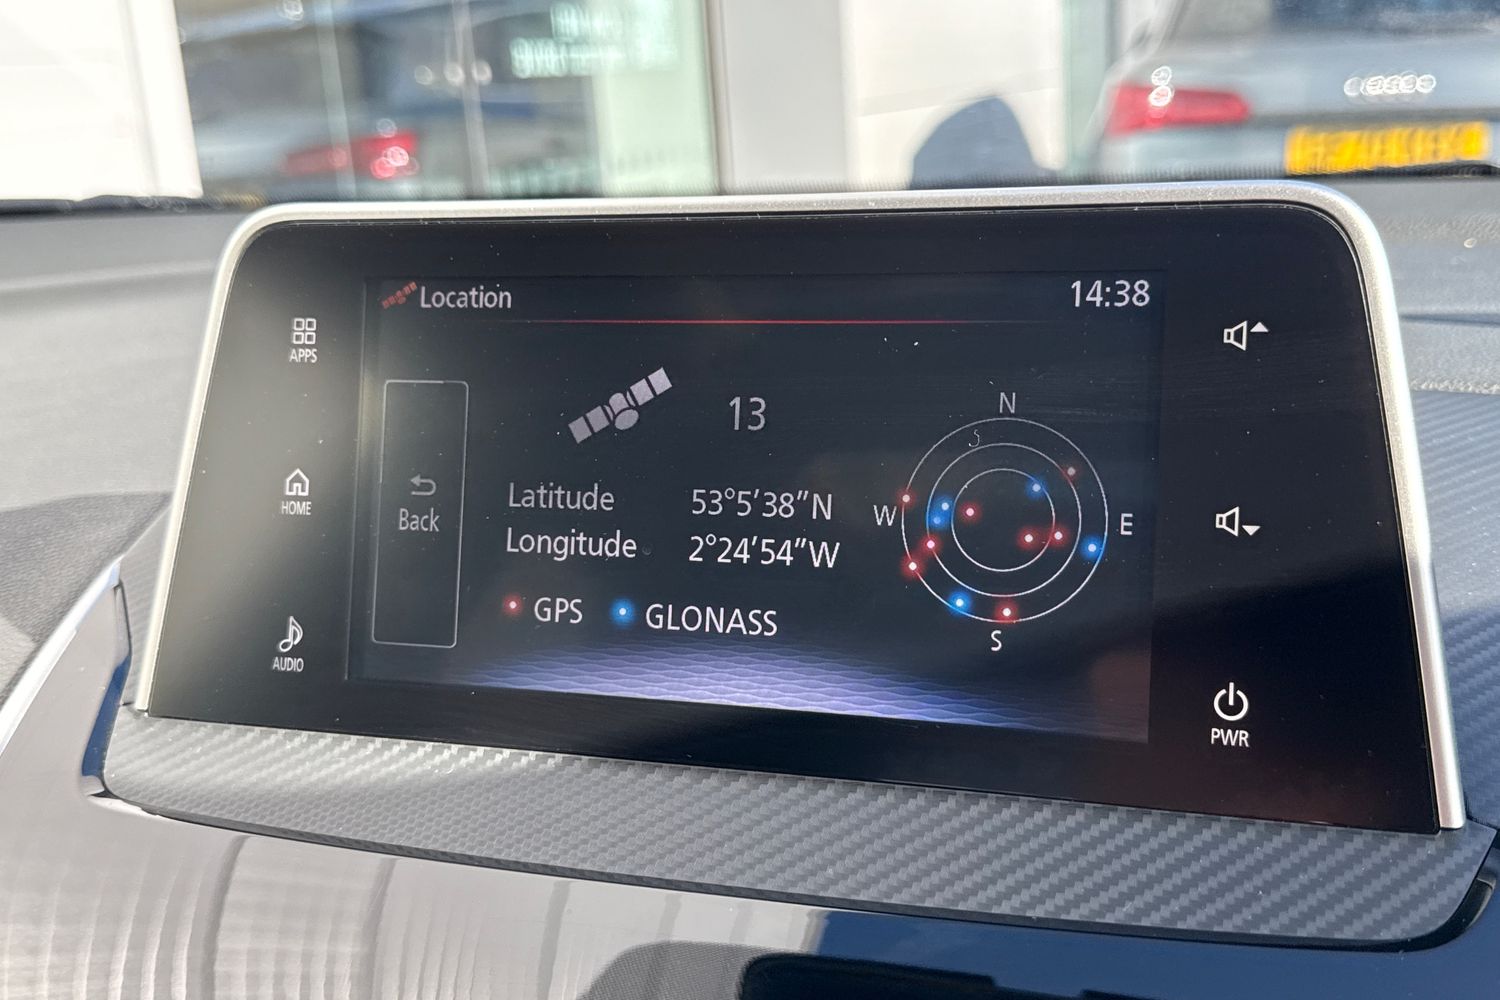 Location
14:38
APPS
13
N
Latitude 53°5'38"N
W
E
HOME
Back
Longitude 2°24'54"W
GPS
GLONASS
S
AUDIO
PWR